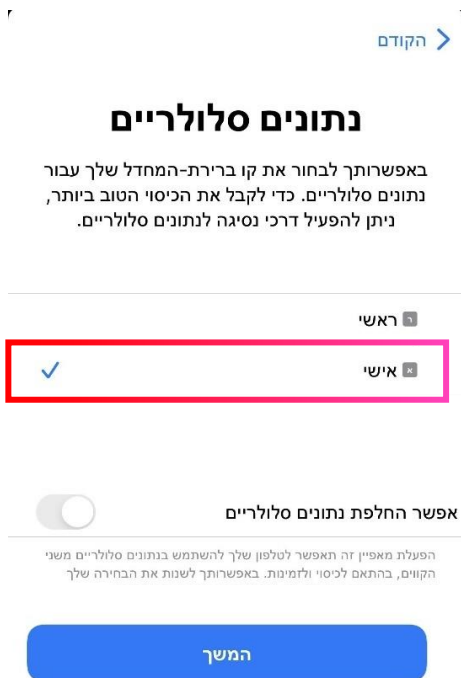 הקודם
נתונים סלולריים
באפשרותך לבחור את קו ברירת-המחדל שלך עבור
נתונים סלולריים. כדי לקבל את הכיסוי הטוב ביותר,
ניתן להפעיל דרכי נסיגה לנתונים סלולריים.
ר ראשי
א אישי
אפשר החלפת נתונים סלולריים
הפעלת מאפיין זה תאפשר לטלפון שלך להשתמש בנתונים סלולריים משני
הקווים, בהתאם לכיסוי ולזמינות. באפשרותך לשנות את הבחירה שלך
המשך